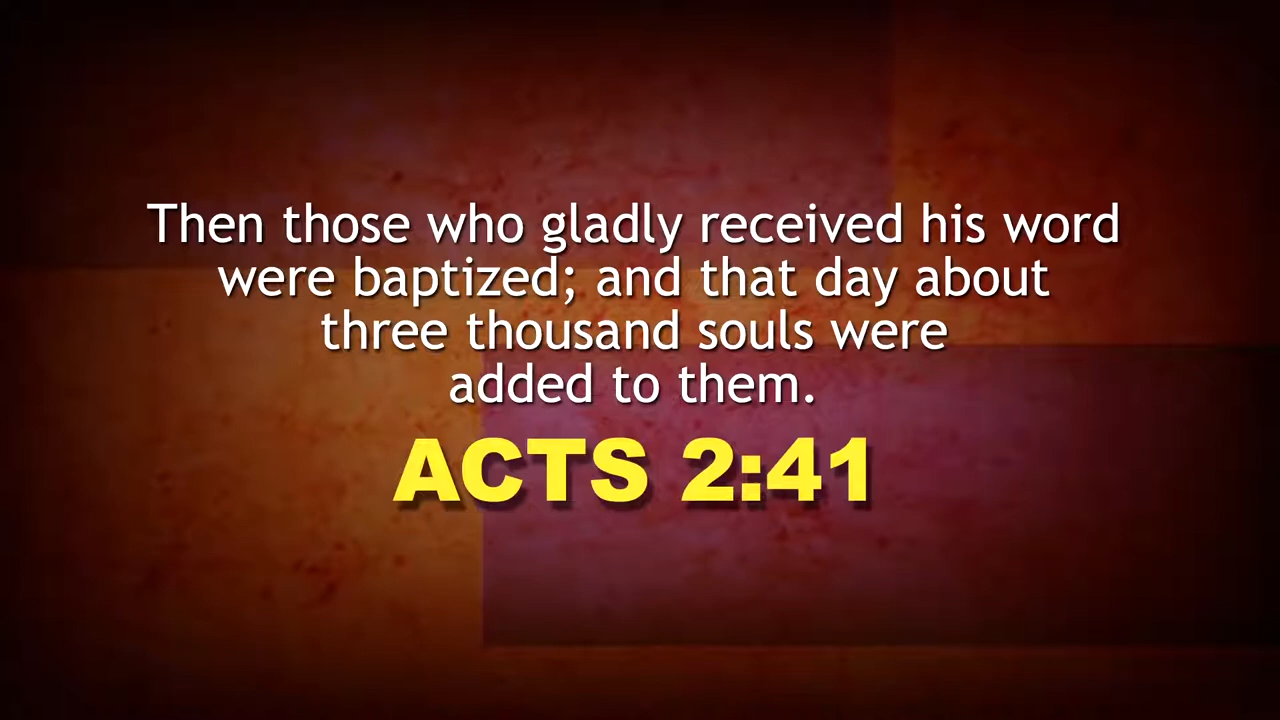 Then those who gladly received his word
were baptized; and that day about
three thousand souls were
added to them.
ACTS 2:41